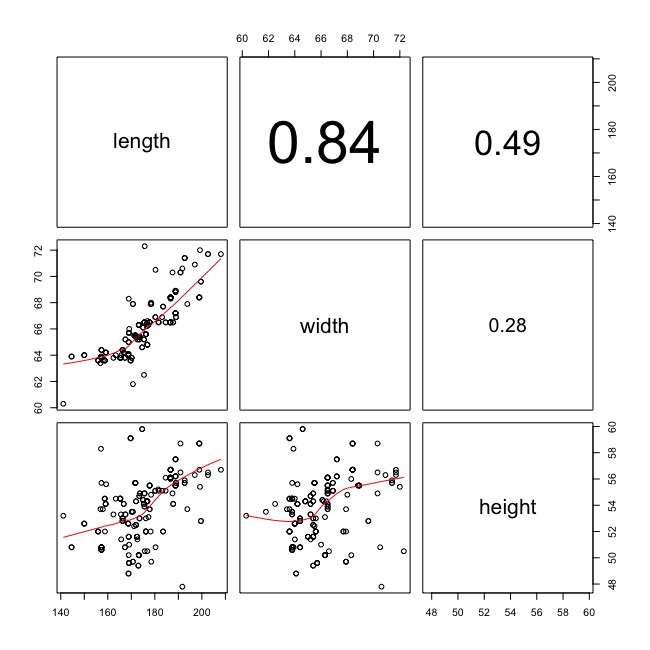 60 64 66 68 70 72
length
0.84
0.49
140 160 180 200
60 62 64 66 68 70 72
width
0.28
height
48 50 52 54 56 58 60
140 160 180 200
48 50 52 54 56 58 60